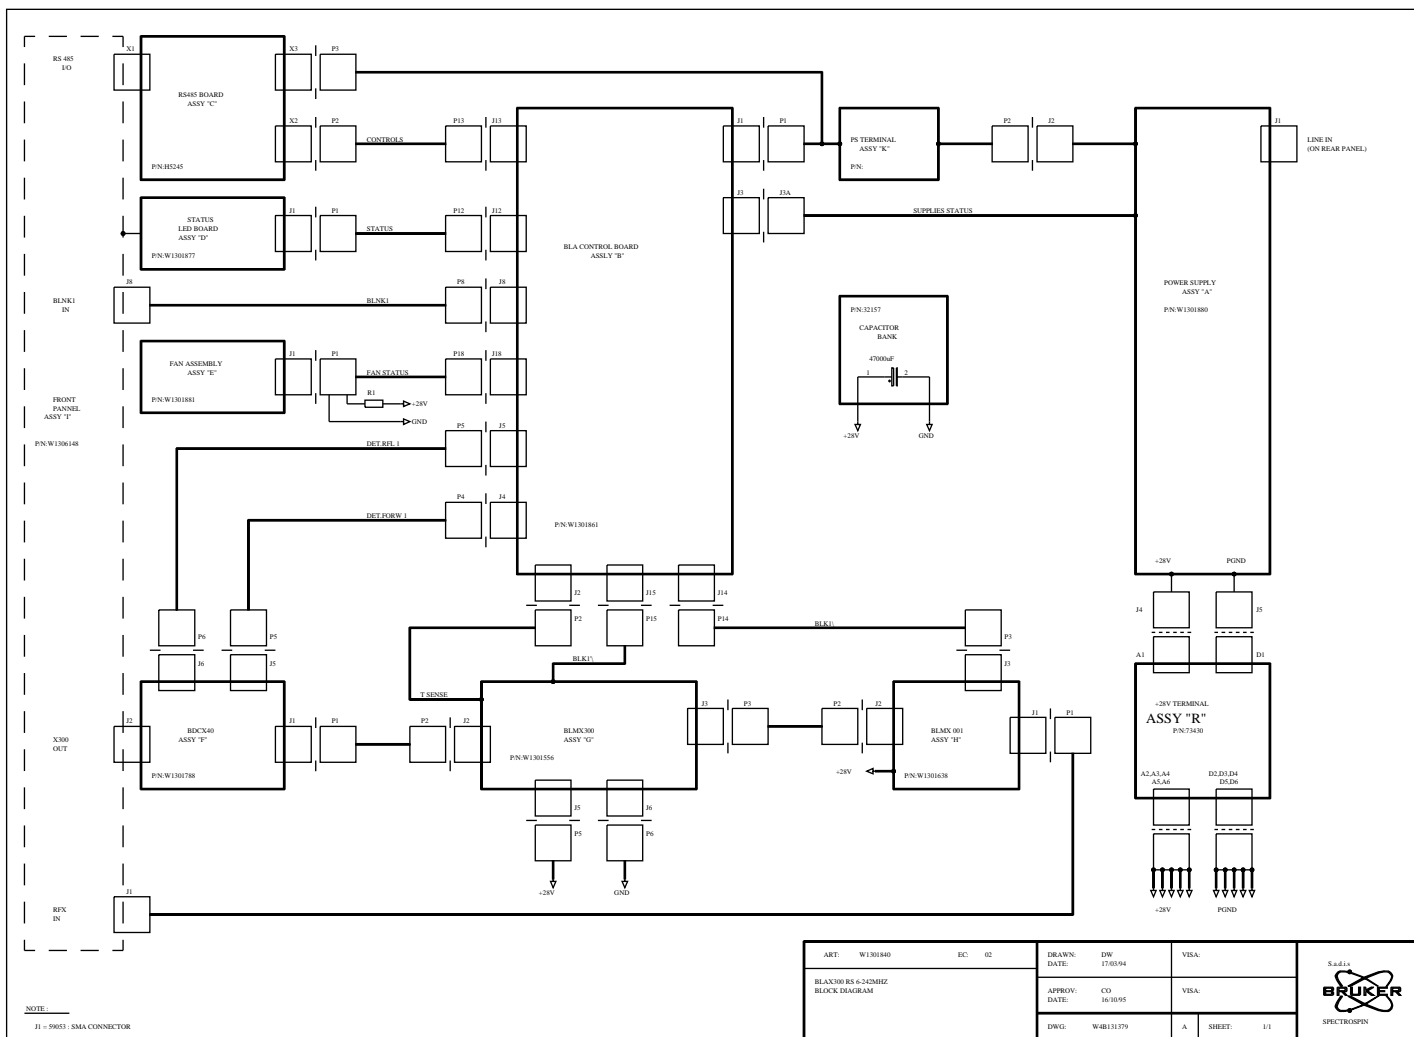 RS 485
I/O
X1
RS485 BOARD
ASSY "C"
P/N:H5245
X3
P3
X2
P2
CONTROLS
P13
J13
STATUS
LED BOARD
ASSY "D"
P/N:W1301877
J1
P1
STATUS
P12
J12
BLNK1
IN
J8
BLNK1
P8
J8
FAN ASSEMBLY
ASSY "E"
P/N:W1301881
J1
P1
FAN STATUS
P18
J18
R1
+28V
GND
FRONT
PANNEL
ASSY "I"
P/N:W1306148
DET.RFL 1
P5
J5
DET.FORW 1
P4
J4
BLA CONTROL BOARD
ASSLY "B"
P/N:W1301861
J1
P1
J3
J3A
SUPPLIES STATUS
PS TERMINAL
ASSY "K"
P/N:
P2
J2
POWER SUPPLY
ASSY "A"
P/N:W1301880
J1
LINE IN
(ON REAR PANEL)
P/N:32157
CAPACITOR
BANK
47000uF
1
2
+28V
GND
+28V
PGND
J4
J5
A1
D1
+28V TERMINAL
ASSY "R"
P/N:73430
A2,A3,A4
A5,A6
D2,D3,D4
D5,D6
+28V
PGND
J2
P2
J15
P15
J14
P14
BLK1\
BLK1'\
T SENSE
P3
J3
P6
J6
P5
J5
X300
OUT
J2
BDCX40
ASSY "F"
P/N:W1301788
J1
P1
P2
J2
BLMX300
ASSY "G"
P/N:W1301556
J3
P3
P2
J2
BLMX 001
ASSY "H"
P/N:W1301638
+28V
J1
P1
J5
P5
J6
P6
+28V
GND
RFX
IN
J1
NOTE :
J1 = 59053 : SMA CONNECTOR
ART: W1301840 EC: 02
BLAX300 RS 6-242MHZ
BLOCK DIAGRAM
DRAWN: DW
DATE: 17/03/94
VISA:
APPROV: CO
DATE: 16/10/95
VISA:
DWG: W4B131379
A
SHEET: 1/1
S.a.d.i.s
BRUKER
SPECTROSPIN